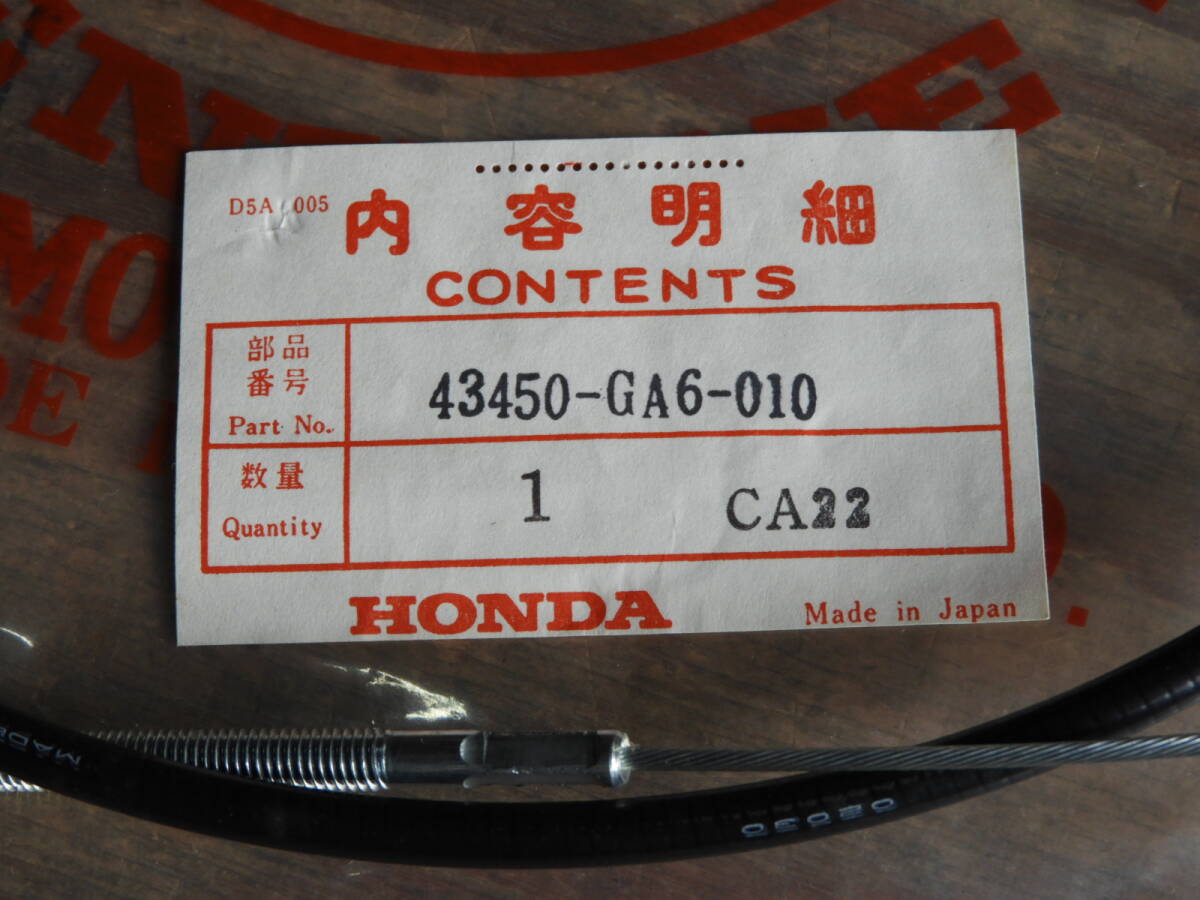 D5A 005
内容明細
CONTENTS
部品
番号
Part No.
43450-GA6-010
数量
Quantity
1 CA22
HONDA
Made in Japan
MADE